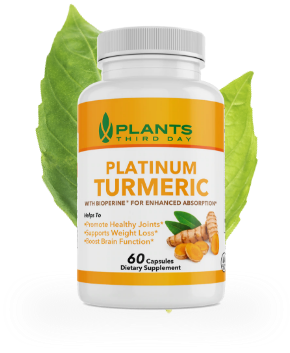 PLANTS
THIRD DAY
PLATINUM
TURMERIC
WITH BIOPERINE® FOR ENHANCED ABSORPTION*
Helps To
•Promote Healthy Joints*
•Supports Weight Loss*
•Boost Brain Function*
60 Capsules
Dietary Supplement